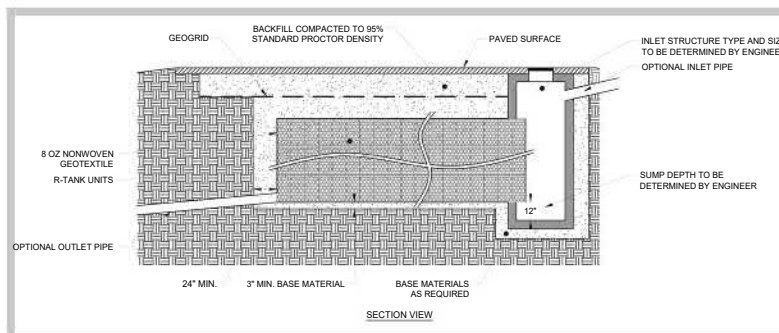 BACKFILL COMPACTED TO 95%
STANDARD PROCTOR DENSITY
GEOGRID
PAVED SURFACE
INLET STRUCTURE TYPE AND
TO BE DETERMINED BY
OPTIONAL INLET PIPE
8 OZ NONWOVEN
GEOTEXTILE
R-TANK UNITS
SUMP DEPTH TO BE
DETERMINED BY ENGINEER
12"
OPTIONAL OUTLET PIPE
24" MIN.
3" MIN. BASE MATERIAL
BASE MATERIALS
AS REQUIRED
SECTION VIEW